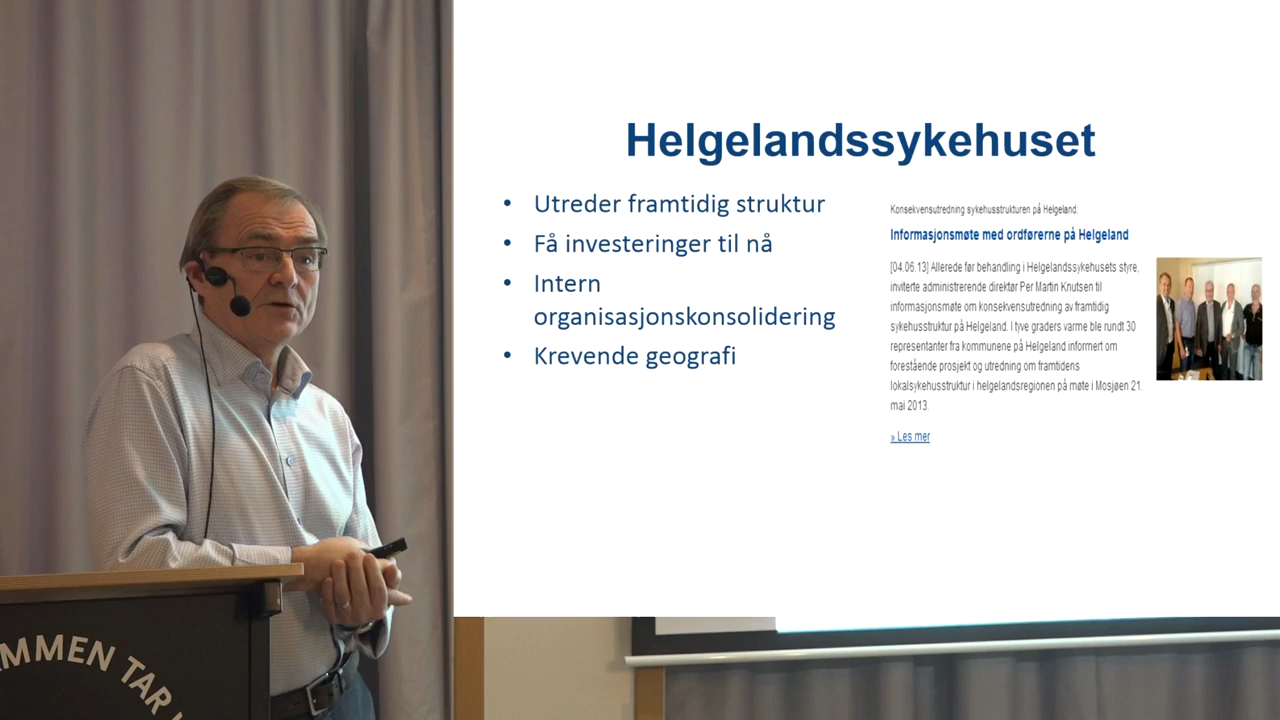 Helgelandssykehuset
• Utreder framtidig struktur
• Få investeringer til nå
• Intern
organisasjonskonsolidering
• Krevende geografi
Konsekvensutredning sykehusstrukturen på Helgeland:
Informasjonsmøte med ordførerne på Helgeland
[04.06.13] Allerede før behandling i Helgelandssykehusets styre,
inviterte administrerende direktør Per Martin Knutsen til
informasjonsmøte om konsekvensutredning av framtidig
sykehusstruktur på Helgeland. I tyve graders varme ble rundt 30
representanter fra kommunene på Helgeland informert om
forestående prosjekt og utredning om framtidens
lokalsykehusstruktur i helgelandsregionen på møte i Mosjøen 21.
mai 2013.
» Les mer
MMEN TAR